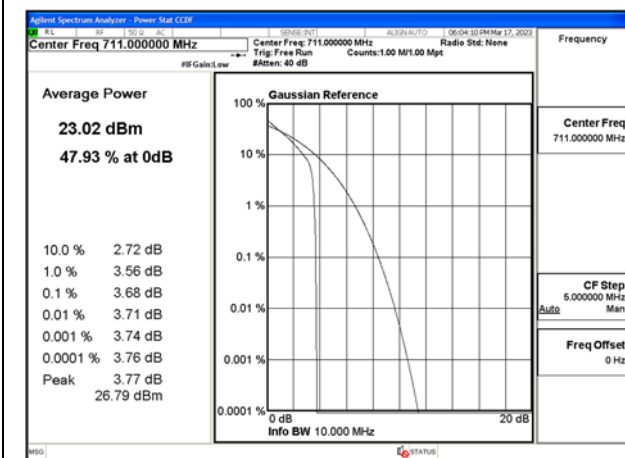 Agilent Spectrum Analyzer - Power Stat CCDF
RL RF 50 Ω AC SENSE:INT ALIGN AUTO 06:04:10 PM Mar 17, 2023
Center Freq 711.000000 MHz
Center Freq: 711.000000 MHz Radio Std: None
Trig: Free Run Counts:1.00 M/1.00 Mpt
#IFGain:Low #Atten: 40 dB
Frequency
Average Power
23.02 dBm
47.93 % at 0dB
10.0 % 2.72 dB
1.0 % 3.56 dB
0.1 % 3.68 dB
0.01 % 3.71 dB
0.001 % 3.74 dB
0.0001 % 3.76 dB
Peak 3.77 dB
26.79 dBm
Gaussian Reference
100 %
10 %
1 %
0.1 %
0.01 %
0.001 %
0.0001 %
0 dB 20 dB
Info BW 10.000 MHz
Center Freq
711.000000 MHz
CF Step
5.000000 MHz
Auto Man
Freq Offset
0 Hz
MSG STATUS